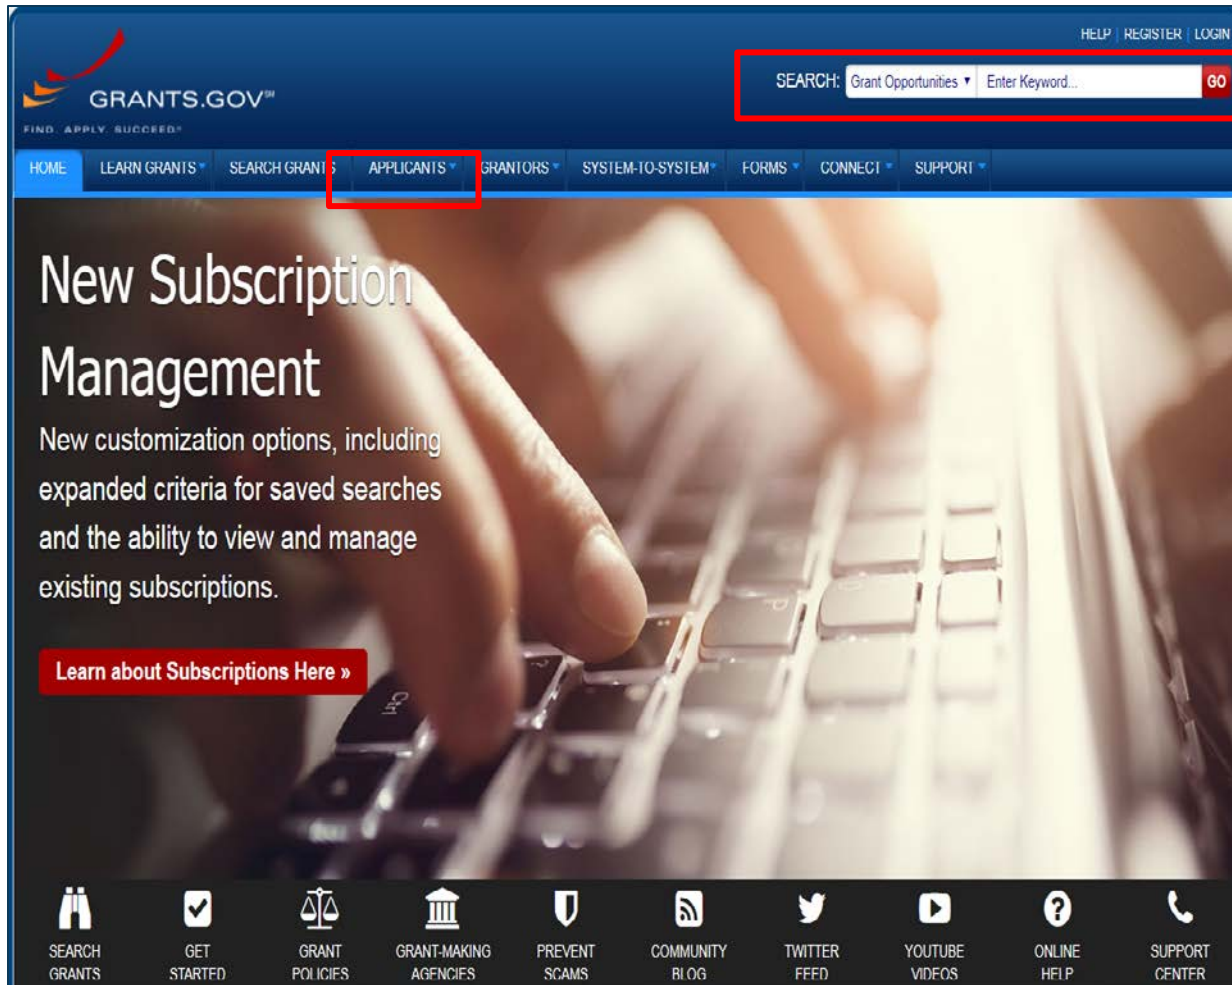 HELP | REGISTER | LOGIN
SEARCH: Grant Opportunities Enter Keyword... GO
GRANTS.GOV℠
FIND. APPLY. SUCCEED.℠
HOME LEARN GRANTS SEARCH GRANTS APPLICANTS GRANTORS SYSTEM-TO-SYSTEM FORMS CONNECT SUPPORT
New Subscription
Management
New customization options, including
expanded criteria for saved searches
and the ability to view and manage
existing subscriptions.
Learn about Subscriptions Here »
Ctrl
P
SEARCH GRANTS
GET STARTED
GRANT POLICIES
GRANT-MAKING AGENCIES
PREVENT SCAMS
COMMUNITY BLOG
TWITTER FEED
YOUTUBE VIDEOS
ONLINE HELP
SUPPORT CENTER